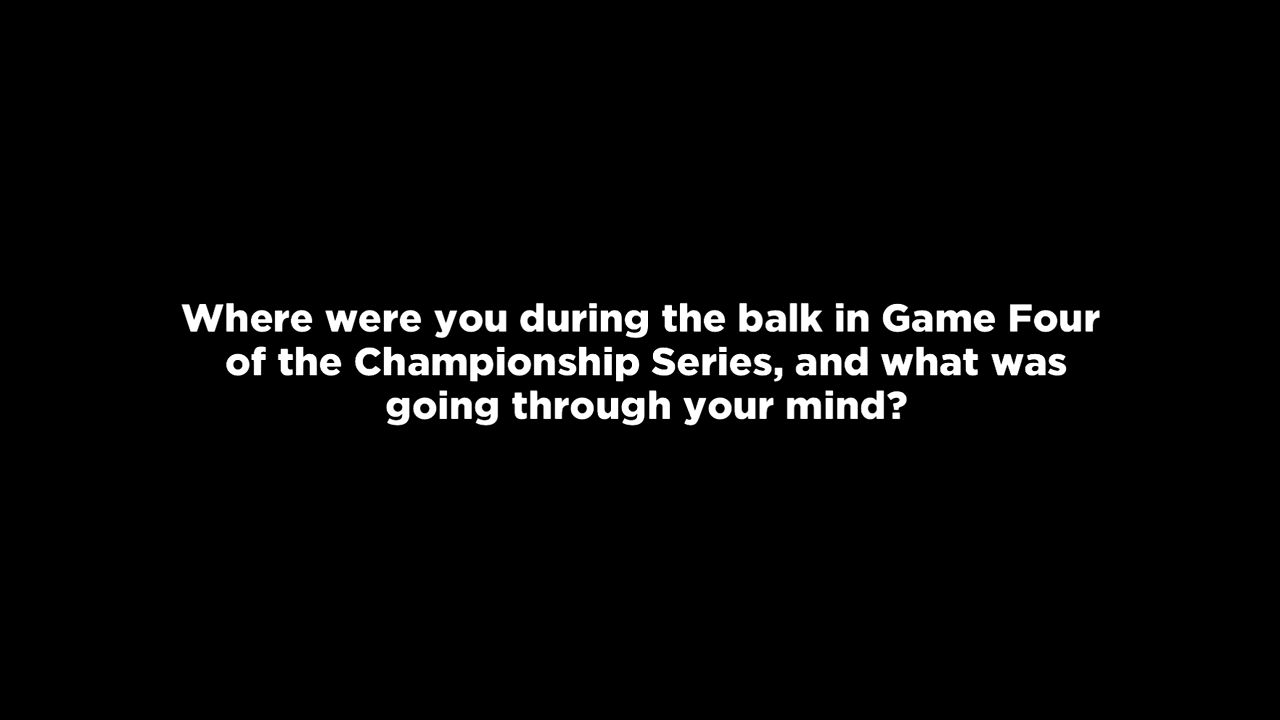 Where were you during the balk in Game Four
of the Championship Series, and what was
going through your mind?